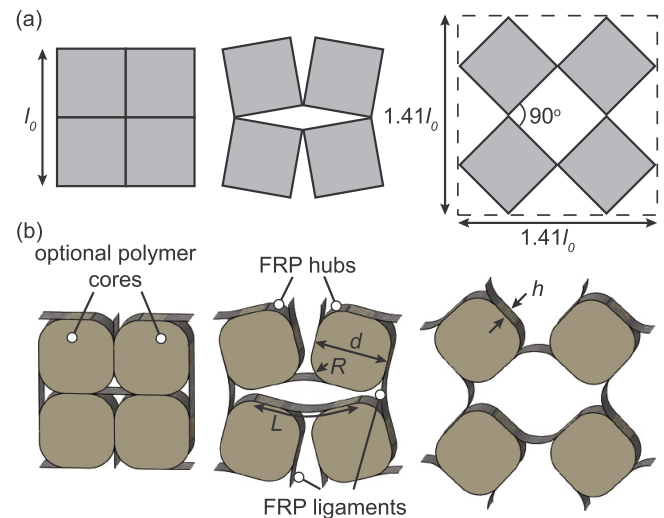 (a)
l₀
1.41l₀
90°
1.41l₀
(b)
optional polymer
cores
FRP hubs
h
d
R
L
FRP ligaments